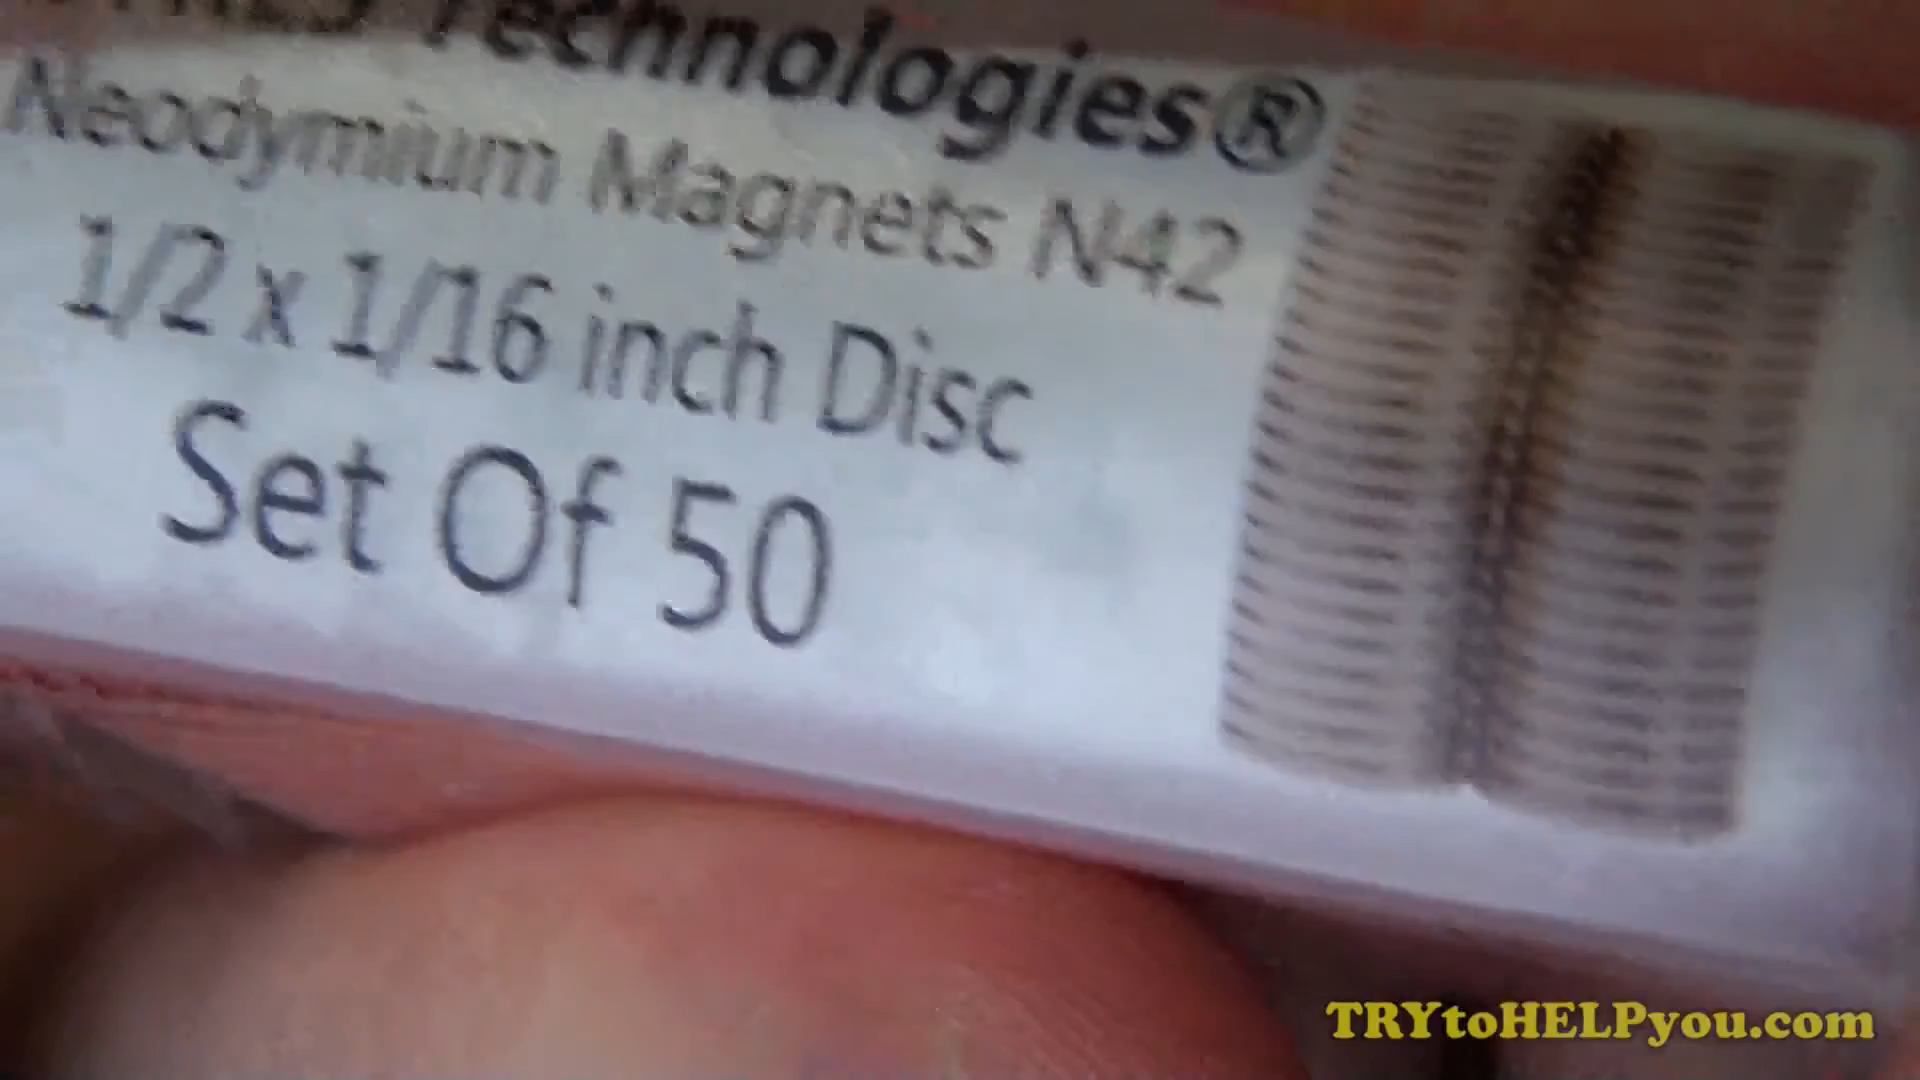 Technologies®
Neodymium Magnets N42
1/2 x 1/16 inch Disc
Set Of 50
TRYtoHELPyou.com